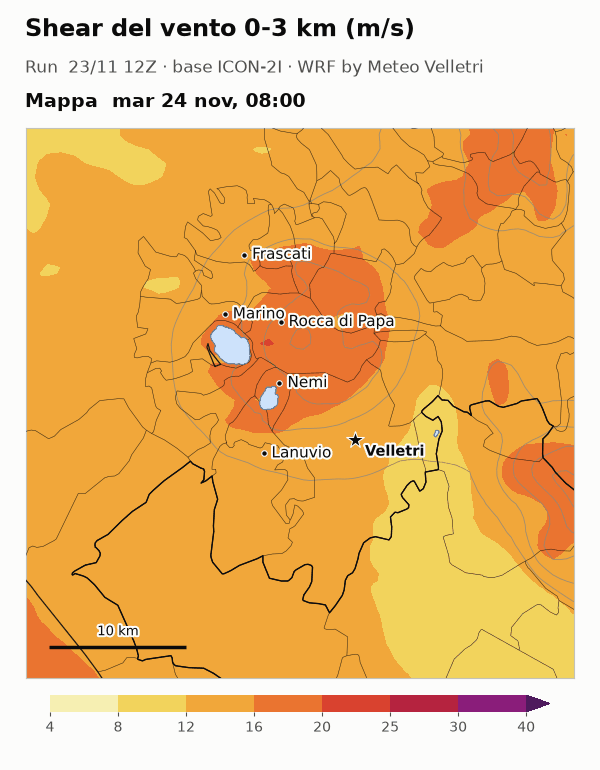 Shear del vento 0-3 km (m/s)
Run  23/11 12Z · base ICON-2I · WRF by Meteo Velletri
Mappa  mar 24 nov, 08:00
Frascati
Marino
Rocca di Papa
Nemi
Velletri
Lanuvio
10 km
4 8 12 16 20 25 30 40